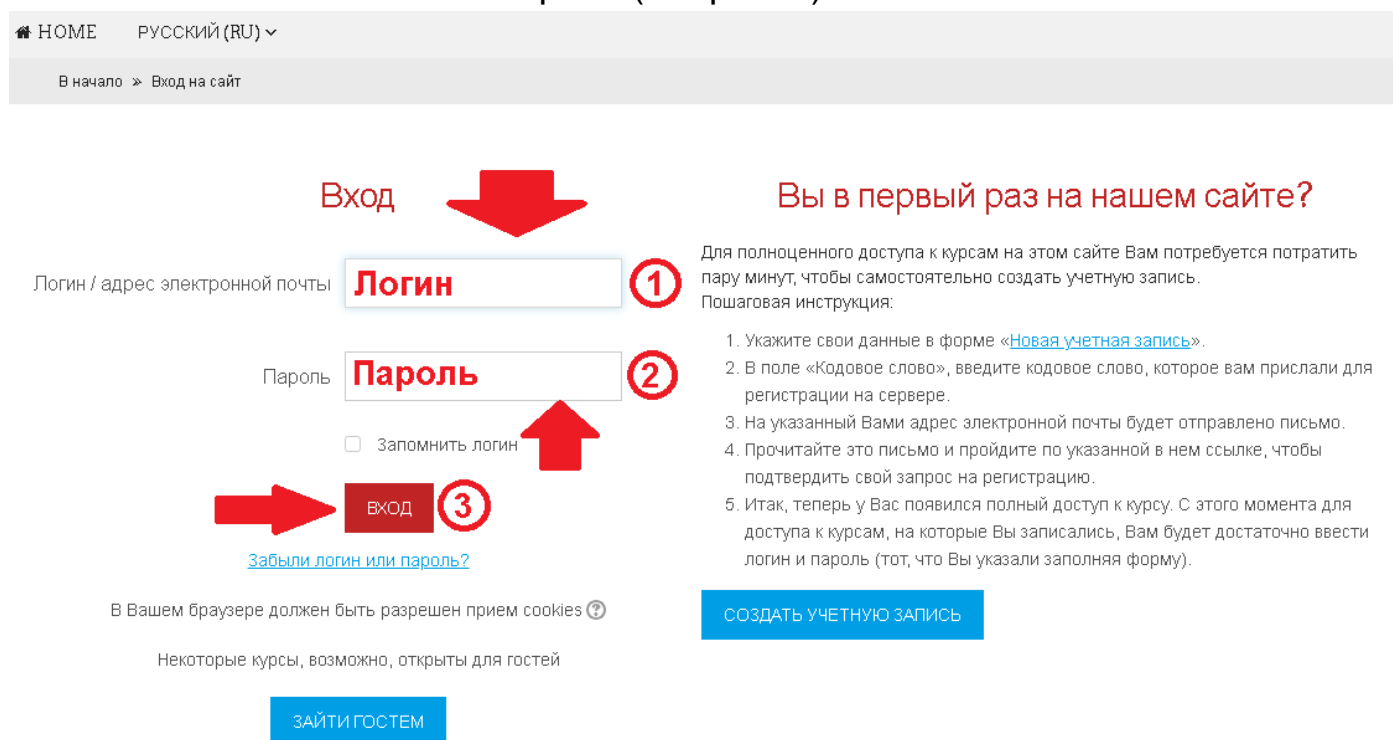 HOME РУССКИЙ (RU)
В начало » Вход на сайт
Вход
Логин / адрес электронной почты Логин 1
Пароль Пароль 2
Запомнить логин
ВХОД 3
Забыли логин или пароль?
В Вашем браузере должен быть разрешен прием cookies ?
Некоторые курсы, возможно, открыты для гостей
ЗАЙТИ ГОСТЕМ
Вы в первый раз на нашем сайте?
Для полноценного доступа к курсам на этом сайте Вам потребуется потратить
пару минут, чтобы самостоятельно создать учетную запись.
Пошаговая инструкция:
1. Укажите свои данные в форме «Новая учетная запись».
2. В поле «Кодовое слово», введите кодовое слово, которое вам прислали для
регистрации на сервере.
3. На указанный Вами адрес электронной почты будет отправлено письмо.
4. Прочитайте это письмо и пройдите по указанной в нем ссылке, чтобы
подтвердить свой запрос на регистрацию.
5. Итак, теперь у Вас появился полный доступ к курсу. С этого момента для
доступа к курсам, на которые Вы записались, Вам будет достаточно ввести
логин и пароль (тот, что Вы указали заполняя форму).
СОЗДАТЬ УЧЕТНУЮ ЗАПИСЬ